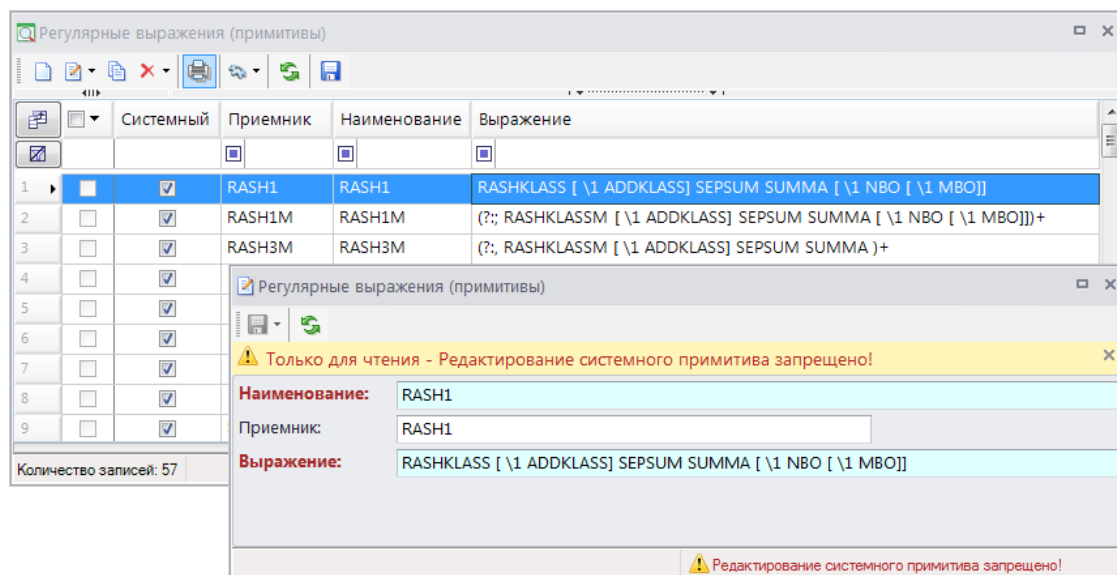 Регулярные выражения (примитивы)
Системный Приемник Наименование Выражение
1 RASH1 RASH1 RASHKLASS [ \1 ADDKLASS] SEPSUM SUMMA [ \1 NBO [ \1 MBO]]
2 RASH1M RASH1M (?:; RASHKLASSM [ \1 ADDKLASS] SEPSUM SUMMA [ \1 NBO [ \1 MBO]])+
3 RASH3M RASH3M (?:, RASHKLASSM [ \1 ADDKLASS] SEPSUM SUMMA )+
4
5
6
7
8
9
Количество записей: 57
Регулярные выражения (примитивы)
Только для чтения - Редактирование системного примитива запрещено!
Наименование: RASH1
Приемник: RASH1
Выражение: RASHKLASS [ \1 ADDKLASS] SEPSUM SUMMA [ \1 NBO [ \1 MBO]]
Редактирование системного примитива запрещено!